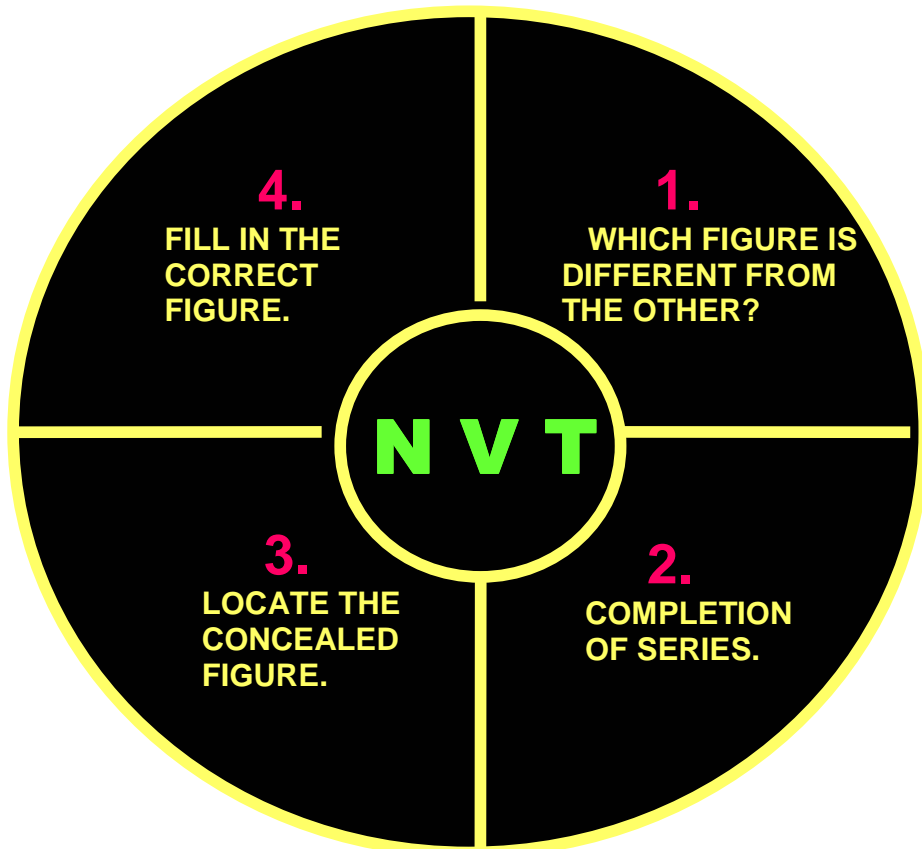 4.
FILL IN THE
CORRECT
FIGURE.
1.
WHICH FIGURE IS
DIFFERENT FROM
THE OTHER?
N V T
3.
LOCATE THE
CONCEALED
FIGURE.
2.
COMPLETION
OF SERIES.